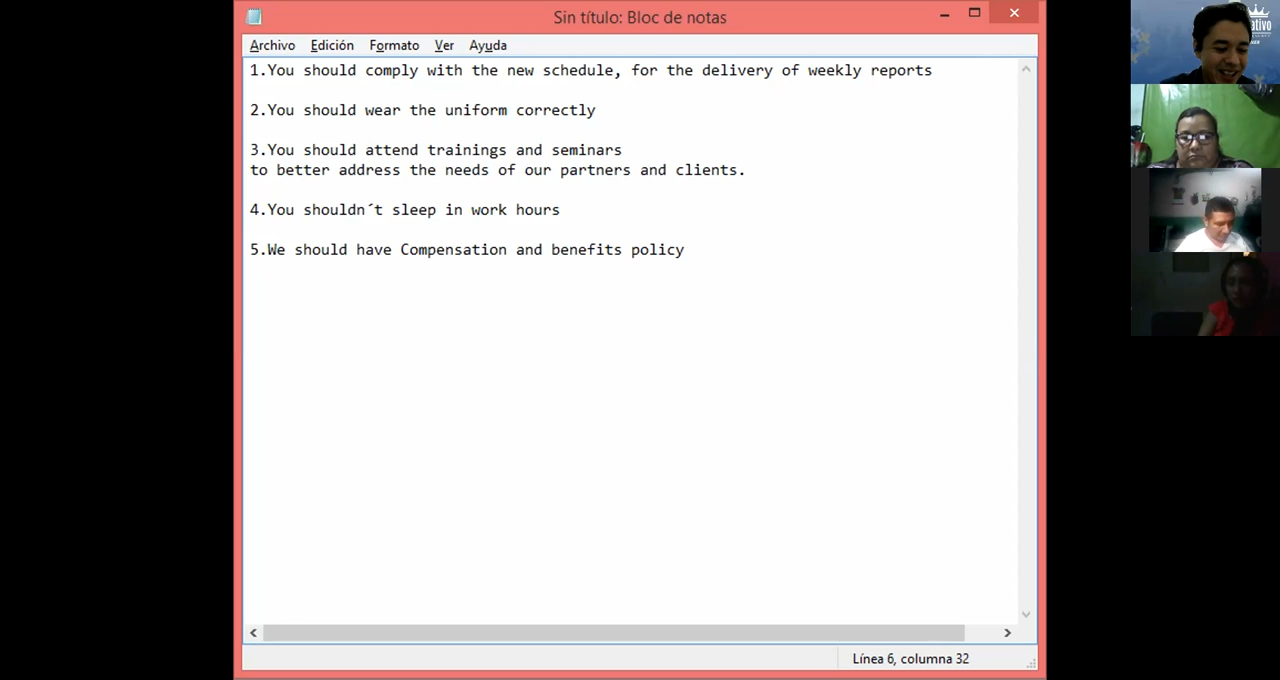 Sin título: Bloc de notas
Archivo Edición Formato Ver Ayuda
1.You should comply with the new schedule, for the delivery of weekly reports
2.You should wear the uniform correctly
3.You should attend trainings and seminars
to better address the needs of our partners and clients.
4.You shouldn´t sleep in work hours
5.We should have Compensation and benefits policy
Línea 6, columna 32